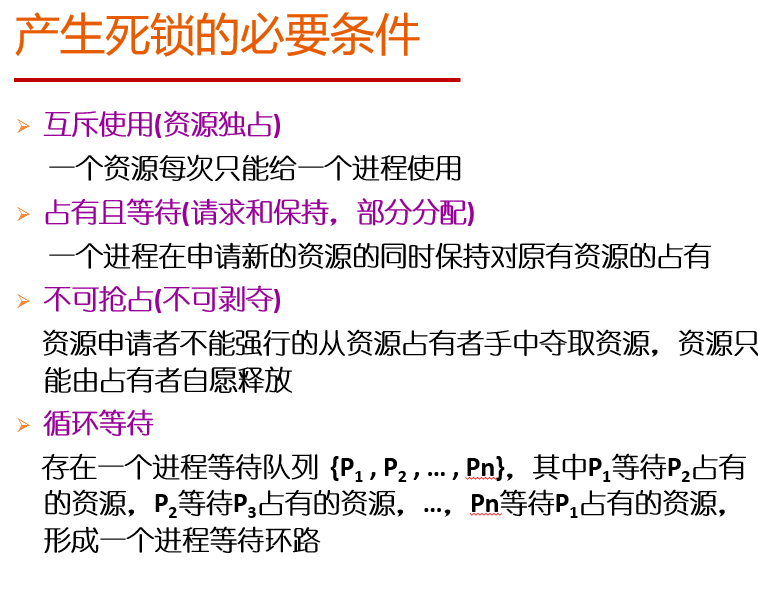 产生死锁的必要条件
互斥使用(资源独占)
一个资源每次只能给一个进程使用
占有且等待(请求和保持，部分分配)
一个进程在申请新的资源的同时保持对原有资源的占有
不可抢占(不可剥夺)
资源申请者不能强行的从资源占有者手中夺取资源，资源只
能由占有者自愿释放
循环等待
存在一个进程等待队列 {P₁ , P₂ , … , Pn}，其中P₁等待P₂占有
的资源，P₂等待P₃占有的资源，…，Pn等待P₁占有的资源，
形成一个进程等待环路